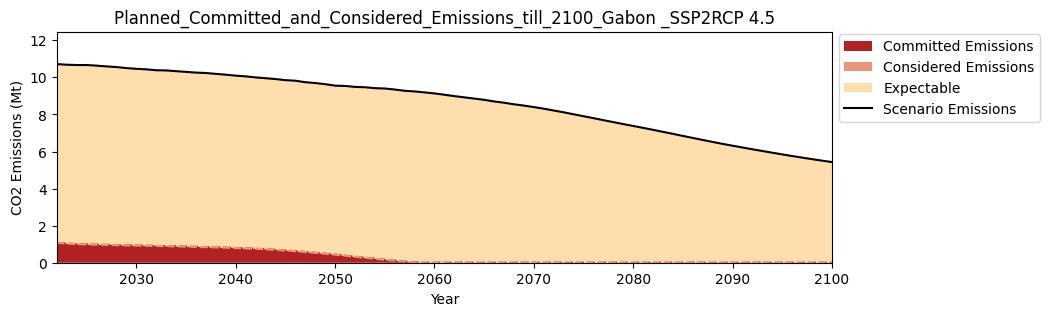 Planned_Committed_and_Considered_Emissions_till_2100_Gabon _SSP2RCP 4.5
12
10
8
6
4
2
0
CO2 Emissions (Mt)
2030 2040 2050 2060 2070 2080 2090 2100
Year
Committed Emissions
Considered Emissions
Expectable
Scenario Emissions